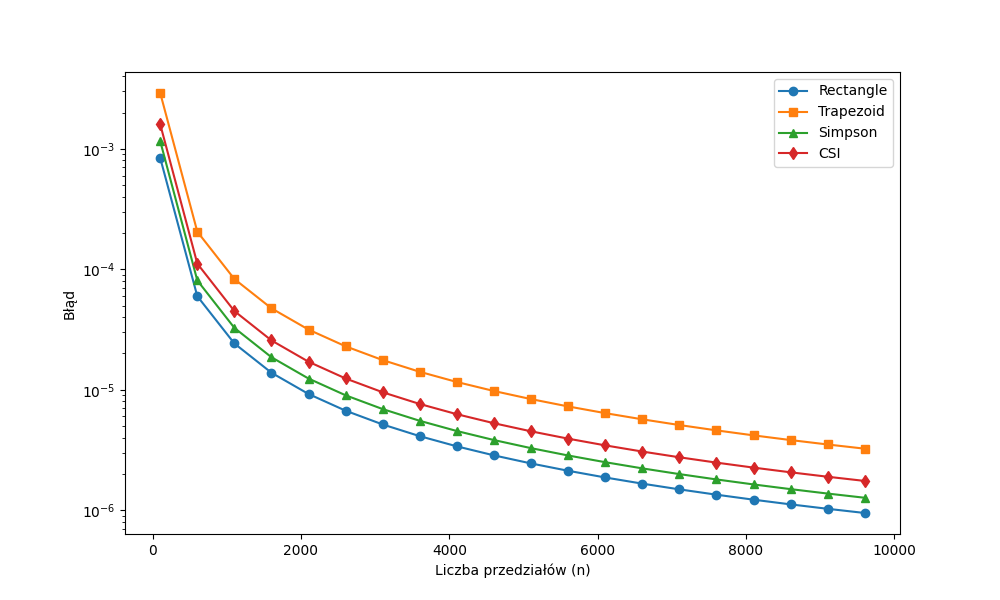 Rectangle
Trapezoid
Simpson
CSI
10⁻³
10⁻⁴
10⁻⁵
10⁻⁶
Błąd
0 2000 4000 6000 8000 10000
Liczba przedziałów (n)